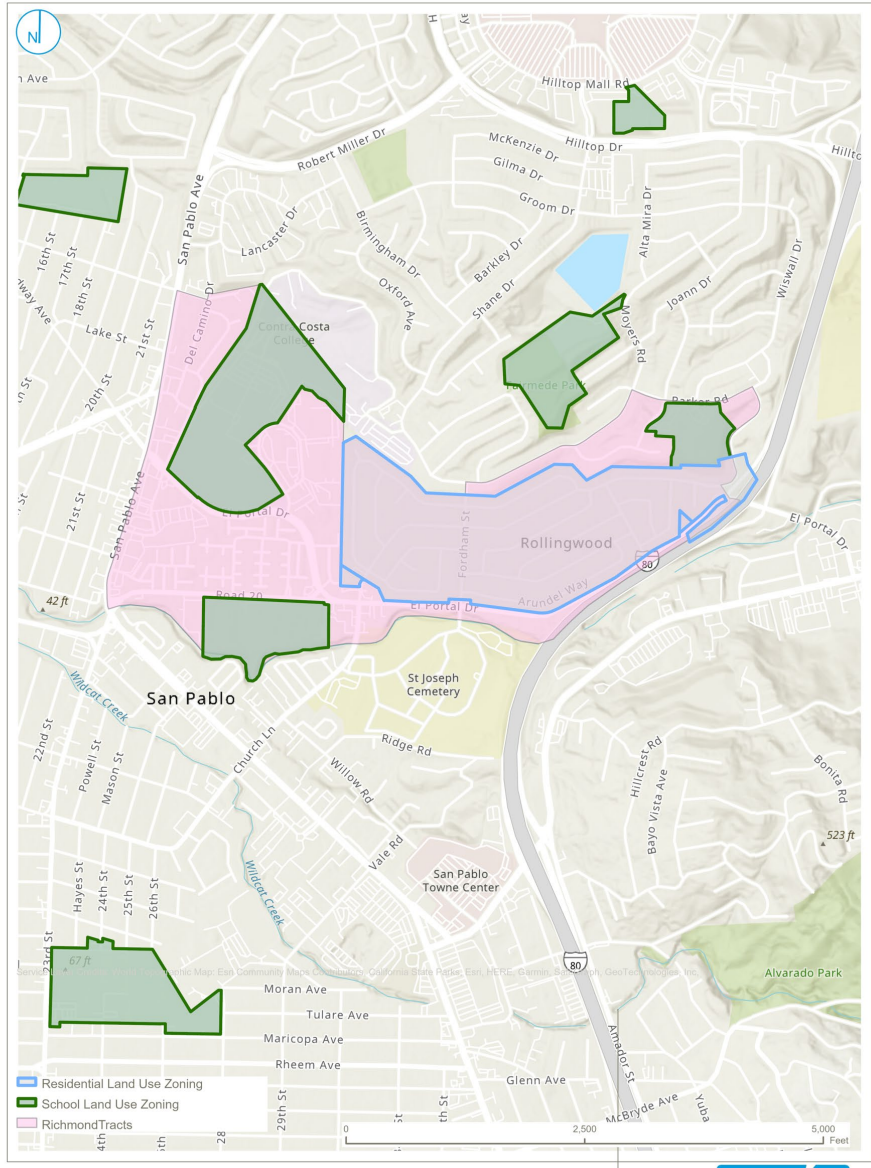 N
Ave
Hilltop Mall Rd
Hilltop Dr
McKenzie Dr
Robert Miller Dr
Gilma Dr
Groom Dr
San Pablo Ave
Lancaster Dr
Birmingham Dr
Barkley Dr
Alta Mira Dr
Wiswall Dr
16th St
17th St
18th St
Oxford Ave
Shane Dr
Joann Dr
Del Camino Dr
Lake St
21st St
Contra Costa
College
Moyers Rd
20th St
Parker Rd
San Pablo Ave
21st St
El Portal Dr
Fordham St
Rollingwood
El Portal Dr
80
Road 20
Arundel Way
El Portal Dr
42 ft
St Joseph
Cemetery
San Pablo
Wildcat Creek
Church Ln
Ridge Rd
22nd St
Powell St
Mason St
Willow Rd
Hillcrest Rd
Bayo Vista Ave
Bonita Rd
Vale Rd
523 ft
San Pablo
Towne Center
Hayes St
24th St
25th St
26th St
Wildcat Creek
23rd St
67 ft
80
Alvarado Park
Moran Ave
Tulare Ave
Maricopa Ave
Rheem Ave
Amador St
Glenn Ave
McBryde Ave
Yuba
29th St
28
Residential Land Use Zoning
School Land Use Zoning
RichmondTracts
0 2,500 5,000
Feet